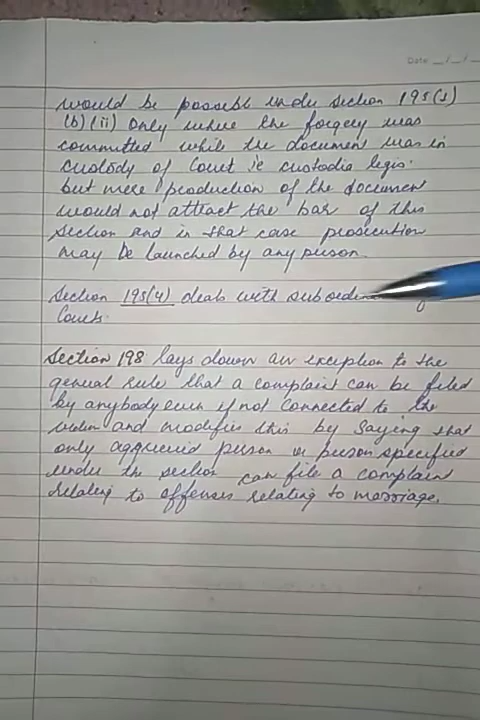 Date __/__/__
would be possible under section 195(1)
(b)(ii) Only where the forgery was
committed while the document was in
custody of Court ie custodia legis.
but mere production of the document
would not attract the bar of this
section and in that case prosecution
may be launched by any person.
Section 195(4) deals with
Courts.
Section 198 lays down an exception to the
general rule that a complaint can be filed
by anybody even if not connected to the
victim and modifies this by saying that
only aggrieved person or person specified
under the section can file a complain
relating to offences relating to marriage.